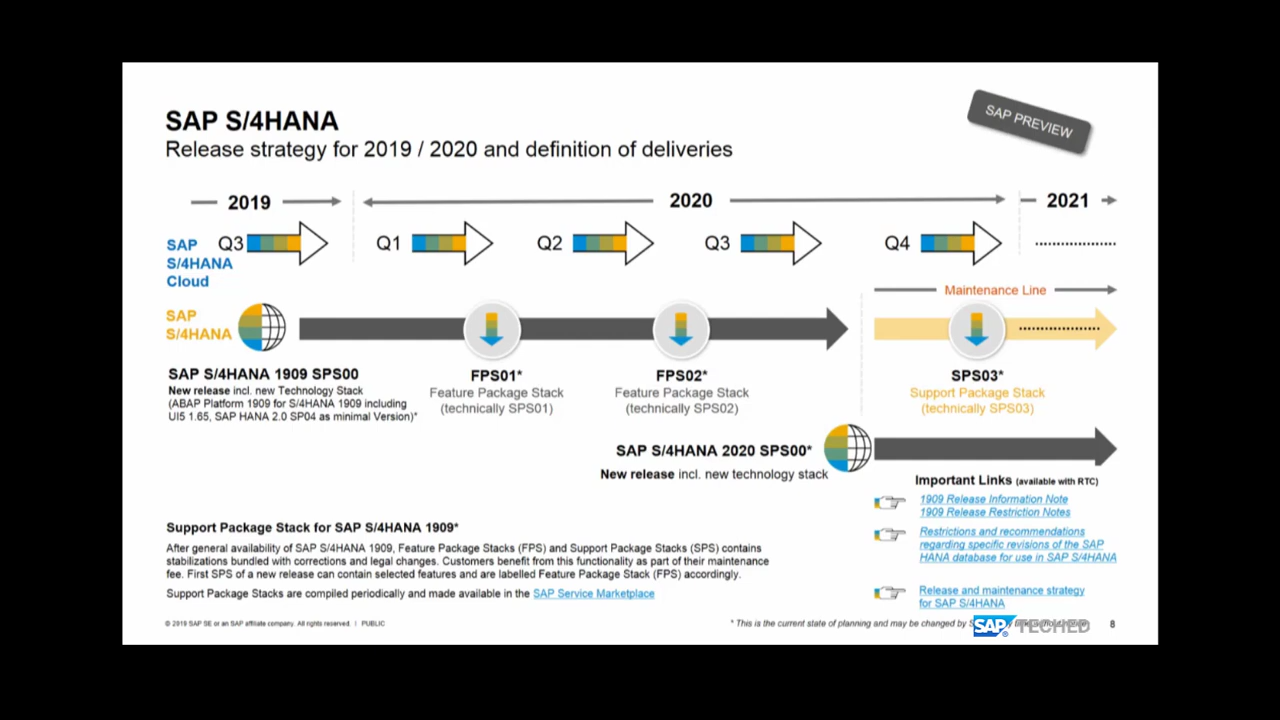 SAP S/4HANA
Release strategy for 2019 / 2020 and definition of deliveries
SAP PREVIEW
2019
2020
2021
SAP
S/4HANA
Cloud
Q3
Q1
Q2
Q3
Q4
Maintenance Line
SAP
S/4HANA
SAP S/4HANA 1909 SPS00
New release incl. new Technology Stack
(ABAP Platform 1909 for S/4HANA 1909 including
UI5 1.65, SAP HANA 2.0 SP04 as minimal Version)*
FPS01*
Feature Package Stack
(technically SPS01)
FPS02*
Feature Package Stack
(technically SPS02)
SPS03*
Support Package Stack
(technically SPS03)
SAP S/4HANA 2020 SPS00*
New release incl. new technology stack
Important Links (available with RTC)
1909 Release Information Note
1909 Release Restriction Notes
Restrictions and recommendations
regarding specific revisions of the SAP
HANA database for use in SAP S/4HANA
Release and maintenance strategy
for SAP S/4HANA
Support Package Stack for SAP S/4HANA 1909*
After general availability of SAP S/4HANA 1909, Feature Package Stacks (FPS) and Support Package Stacks (SPS) contains
stabilizations bundled with corrections and legal changes. Customers benefit from this functionality as part of their maintenance
fee. First SPS of a new release can contain selected features and are labelled Feature Package Stack (FPS) accordingly.
Support Package Stacks are compiled periodically and made available in the SAP Service Marketplace
© 2019 SAP SE or an SAP affiliate company. All rights reserved. | PUBLIC
* This is the current state of planning and may be changed by
SAP TECHED
8